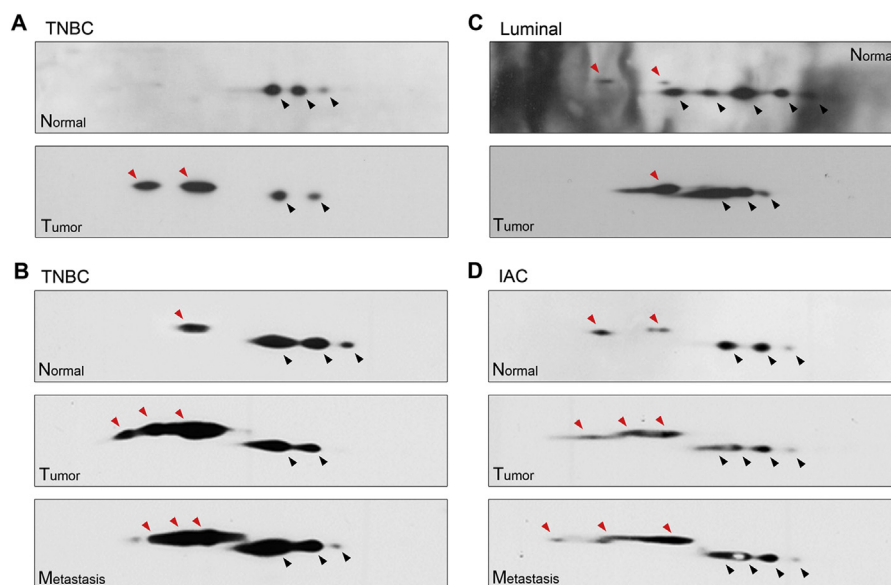 A TNBC
Normal
Tumor
B TNBC
Normal
Tumor
Metastasis
C Luminal
Normal
Tumor
D IAC
Normal
Tumor
Metastasis